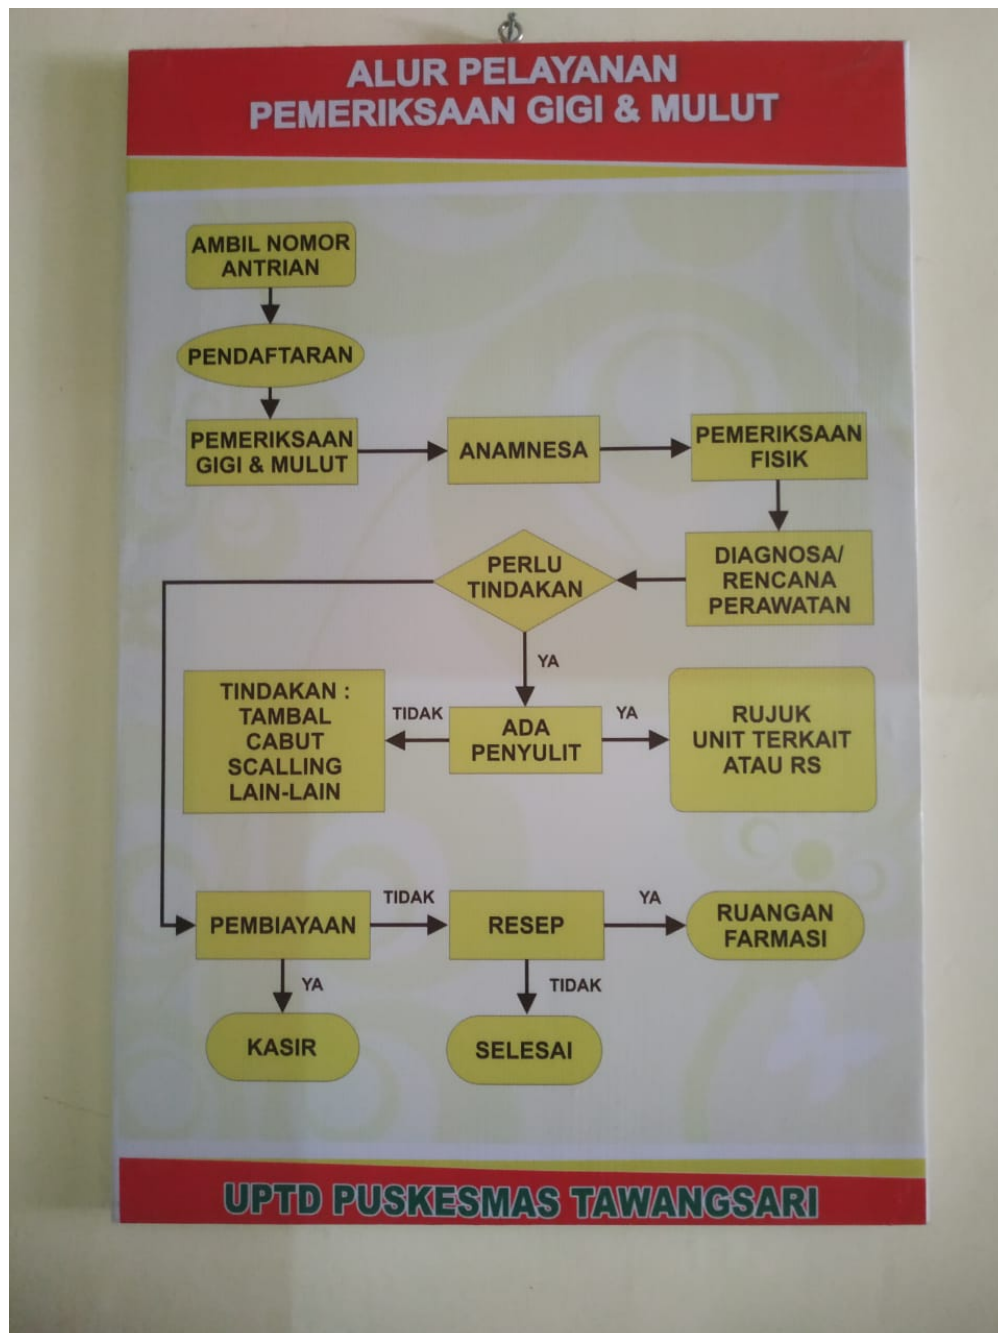 ALUR PELAYANAN
PEMERIKSAAN GIGI & MULUT
AMBIL NOMOR
ANTRIAN
PENDAFTARAN
PEMERIKSAAN
GIGI & MULUT
ANAMNESA
PEMERIKSAAN
FISIK
DIAGNOSA/
RENCANA
PERAWATAN
PERLU
TINDAKAN
YA
ADA
PENYULIT
TIDAK
TINDAKAN :
TAMBAL
CABUT
SCALLING
LAIN-LAIN
YA
RUJUK
UNIT TERKAIT
ATAU RS
PEMBIAYAAN
TIDAK
RESEP
YA
RUANGAN
FARMASI
YA
KASIR
TIDAK
SELESAI
UPTD PUSKESMAS TAWANGSARI